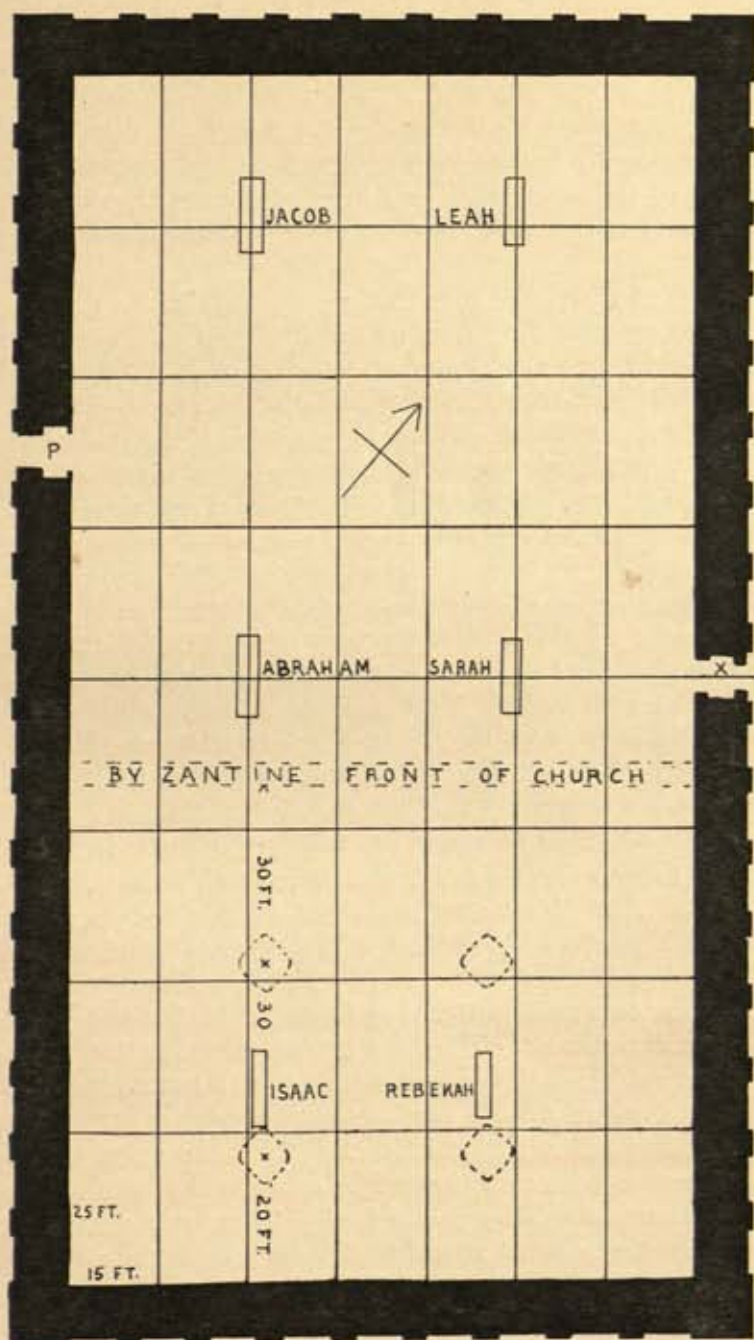 JACOB LEAH
P
ABRAHAM SARAH X
BYZANTINE FRONT OF CHURCH
x
30 FT.
x
30
ISAAC REBEKAH
x
25 FT. 20 FT.
15 FT.